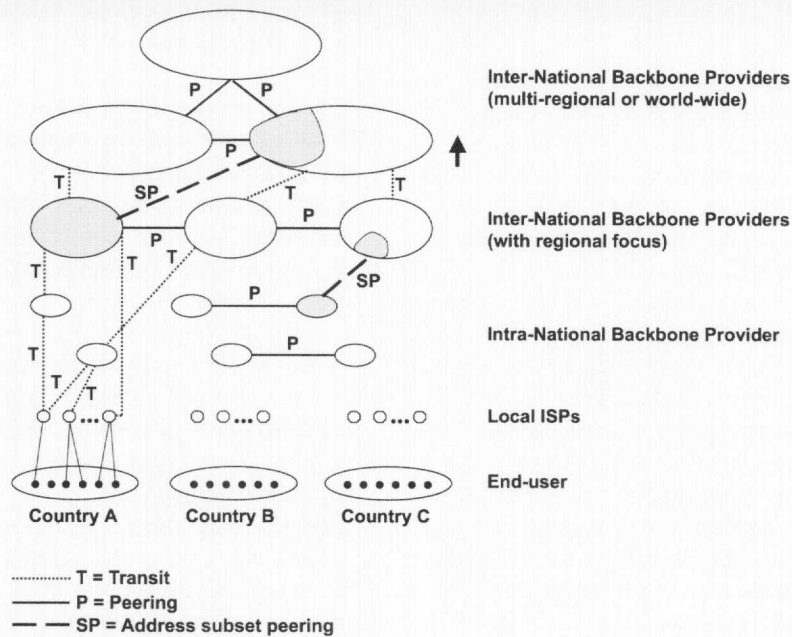 P P
Inter-National Backbone Providers
(multi-regional or world-wide)
P
T
SP
T
T
Inter-National Backbone Providers
(with regional focus)
P
P
T
T
T
SP
P
Intra-National Backbone Provider
T
P
T
T
Local ISPs
...
...
...
End-user
Country A
Country B
Country C
T = Transit
P = Peering
SP = Address subset peering